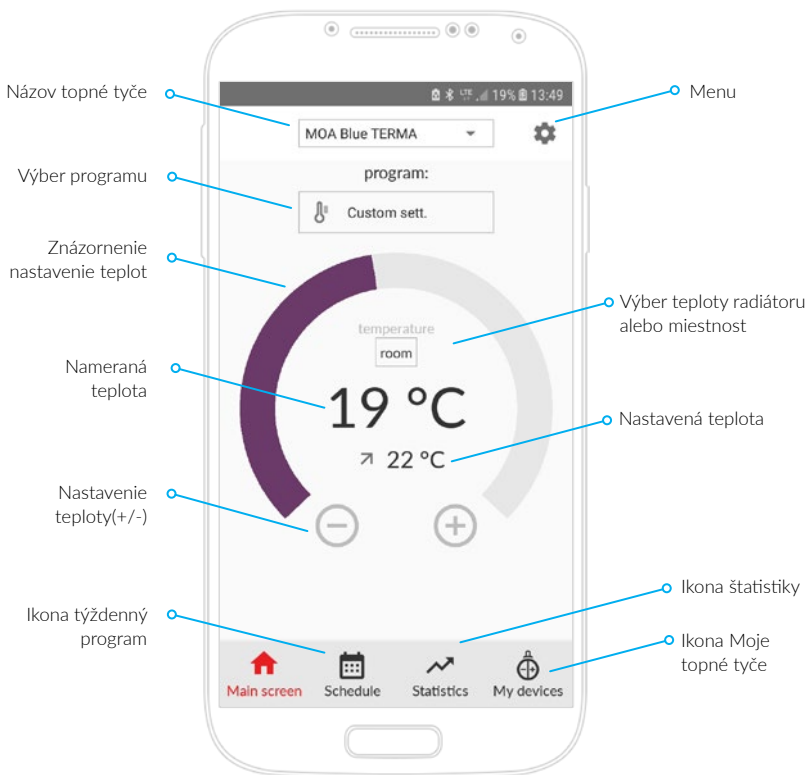 LTE 19% 13:49
Názov topné tyče
MOA Blue TERMA
Menu
program:
Výber programu
Custom sett.
Znázornenie
nastavenie teplot
Výber teploty radiátoru
alebo miestnost
temperature
room
Nameraná
teplota
19 °C
Nastavená teplota
22 °C
Nastavenie
teploty(+/-)
Ikona štatistiky
Ikona týždenný
program
Ikona Moje
topné tyče
Main screen
Schedule
Statistics
My devices